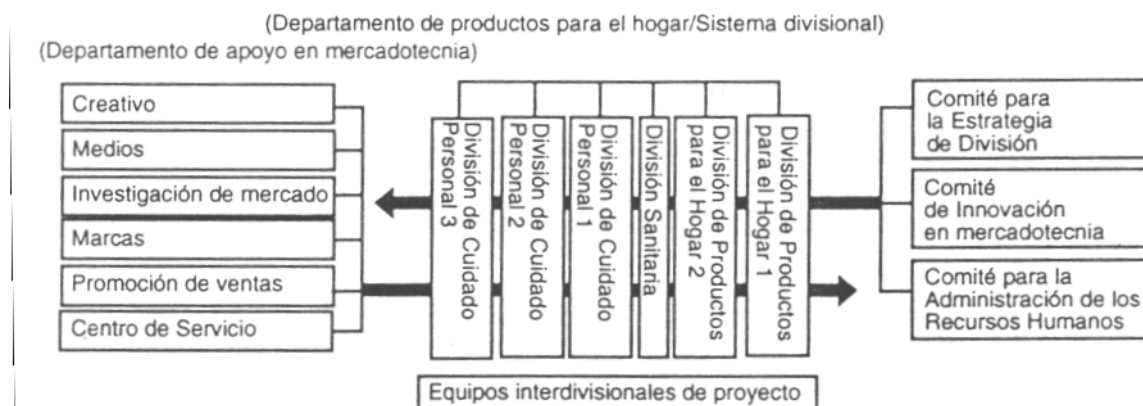 (Departamento de productos para el hogar/Sistema divisional)
(Departamento de apoyo en mercadotecnia)
Creativo
Medios
Investigación de mercado
Marcas
Promoción de ventas
Centro de Servicio
División de Cuidado
Personal 3
División de Cuidado
Personal 2
División de Cuidado
Personal 1
División Sanitaria
División de Productos
para el Hogar 2
División de Productos
para el Hogar 1
Comité para
la Estrategia
de División
Comité
de Innovación
en mercadotecnia
Comité para la
Administración de los
Recursos Humanos
Equipos interdivisionales de proyecto